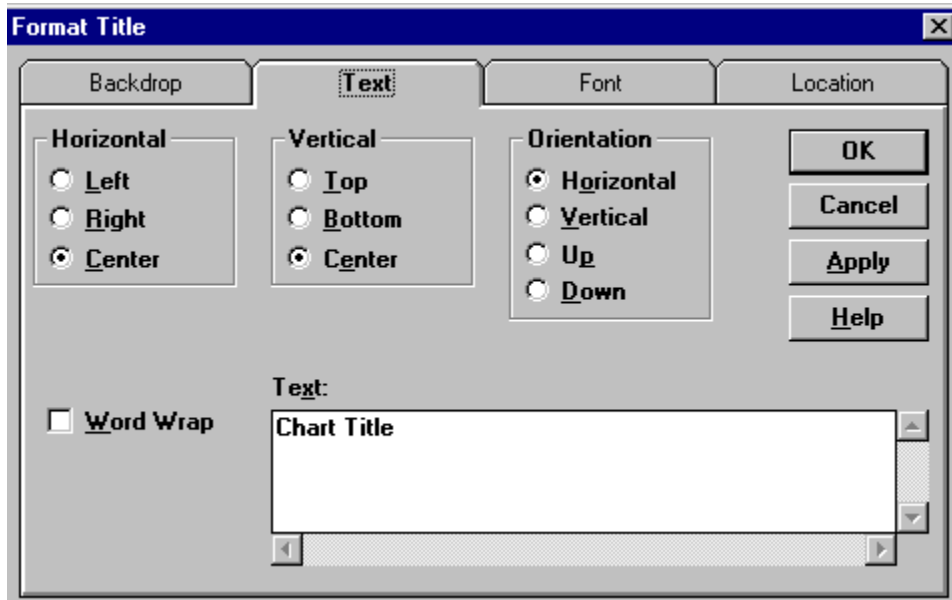 Format Title
Backdrop Text Font Location
Horizontal
Left
Right
Center
Vertical
Top
Bottom
Center
Orientation
Horizontal
Vertical
Up
Down
OK
Cancel
Apply
Help
Word Wrap
Text:
Chart Title